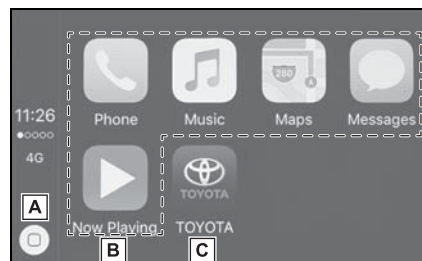 280
Phone Music Maps Messages
11:26
4G
TOYOTA
A
Now Playing TOYOTA
B C